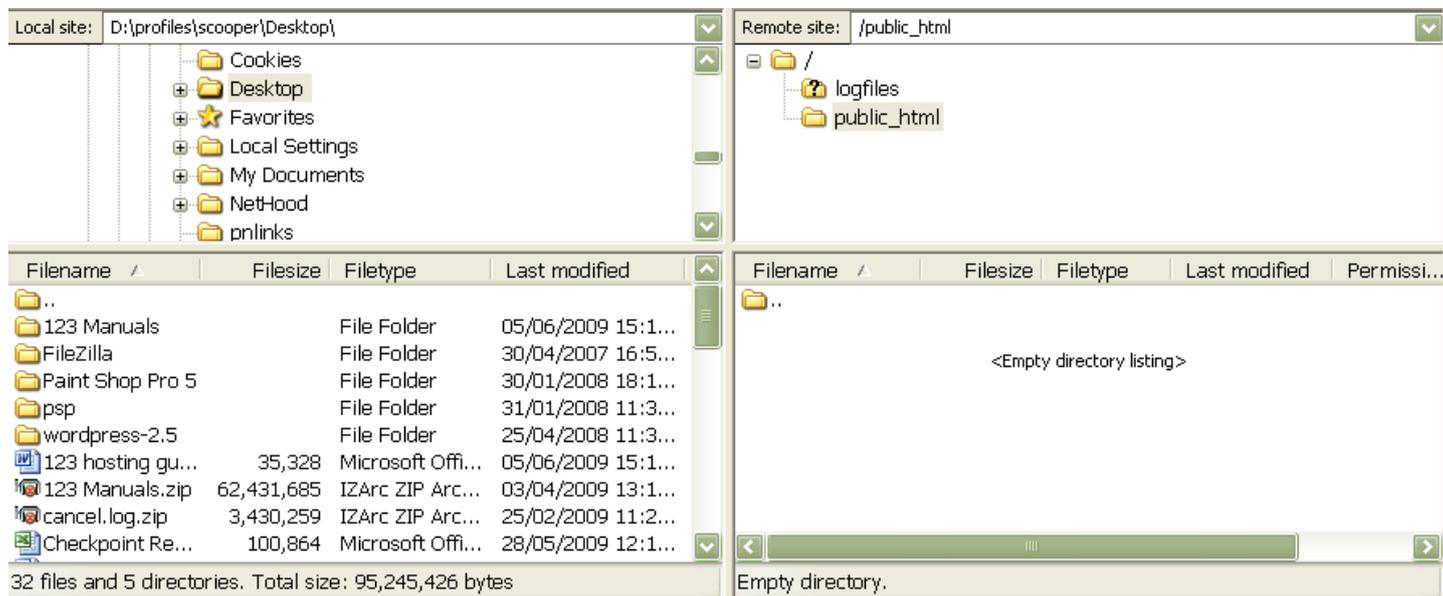 Local site: D:\profiles\scooper\Desktop\
Cookies
Desktop
Favorites
Local Settings
My Documents
NetHood
pnlinks
Filename Filesize Filetype Last modified
..
123 Manuals File Folder 05/06/2009 15:1...
FileZilla File Folder 30/04/2007 16:5...
Paint Shop Pro 5 File Folder 30/01/2008 18:1...
psp File Folder 31/01/2008 11:3...
wordpress-2.5 File Folder 25/04/2008 11:3...
123 hosting gu... 35,328 Microsoft Offi... 05/06/2009 15:1...
123 Manuals.zip 62,431,685 IZArc ZIP Arc... 03/04/2009 13:1...
cancel.log.zip 3,430,259 IZArc ZIP Arc... 25/02/2009 11:2...
Checkpoint Re... 100,864 Microsoft Offi... 28/05/2009 12:1...
32 files and 5 directories. Total size: 95,245,426 bytes
Remote site: /public_html
/
logfiles
public_html
Filename Filesize Filetype Last modified Permissi...
..
<Empty directory listing>
Empty directory.